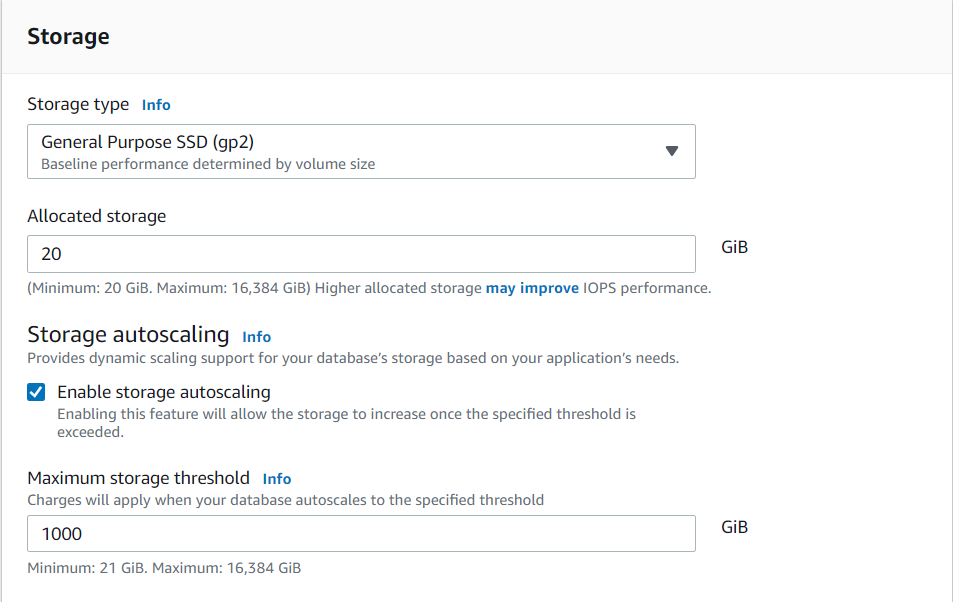 Storage
Storage type Info
General Purpose SSD (gp2)
Baseline performance determined by volume size
Allocated storage
20 GiB
(Minimum: 20 GiB. Maximum: 16,384 GiB) Higher allocated storage may improve IOPS performance.
Storage autoscaling Info
Provides dynamic scaling support for your database’s storage based on your application’s needs.
Enable storage autoscaling
Enabling this feature will allow the storage to increase once the specified threshold is
exceeded.
Maximum storage threshold Info
Charges will apply when your database autoscales to the specified threshold
1000 GiB
Minimum: 21 GiB. Maximum: 16,384 GiB